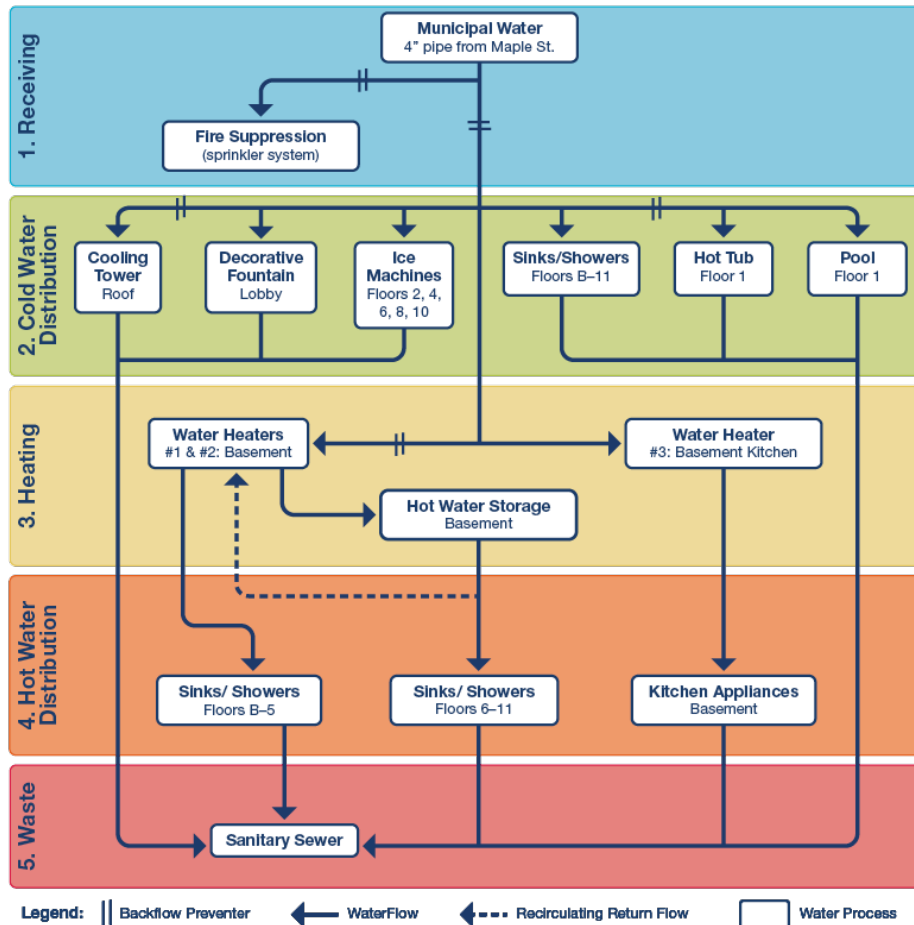 1. Receiving
Municipal Water
4” pipe from Maple St.
Fire Suppression
(sprinkler system)
2. Cold Water
Distribution
Cooling
Tower
Roof
Decorative
Fountain
Lobby
Ice
Machines
Floors 2, 4,
6, 8, 10
Sinks/Showers
Floors B–11
Hot Tub
Floor 1
Pool
Floor 1
3. Heating
Water Heaters
#1 & #2: Basement
Water Heater
#3: Basement Kitchen
Hot Water Storage
Basement
4. Hot Water
Distribution
Sinks/ Showers
Floors B–5
Sinks/ Showers
Floors 6–11
Kitchen Appliances
Basement
5. Waste
Sanitary Sewer
Legend: Backflow Preventer WaterFlow Recirculating Return Flow Water Process